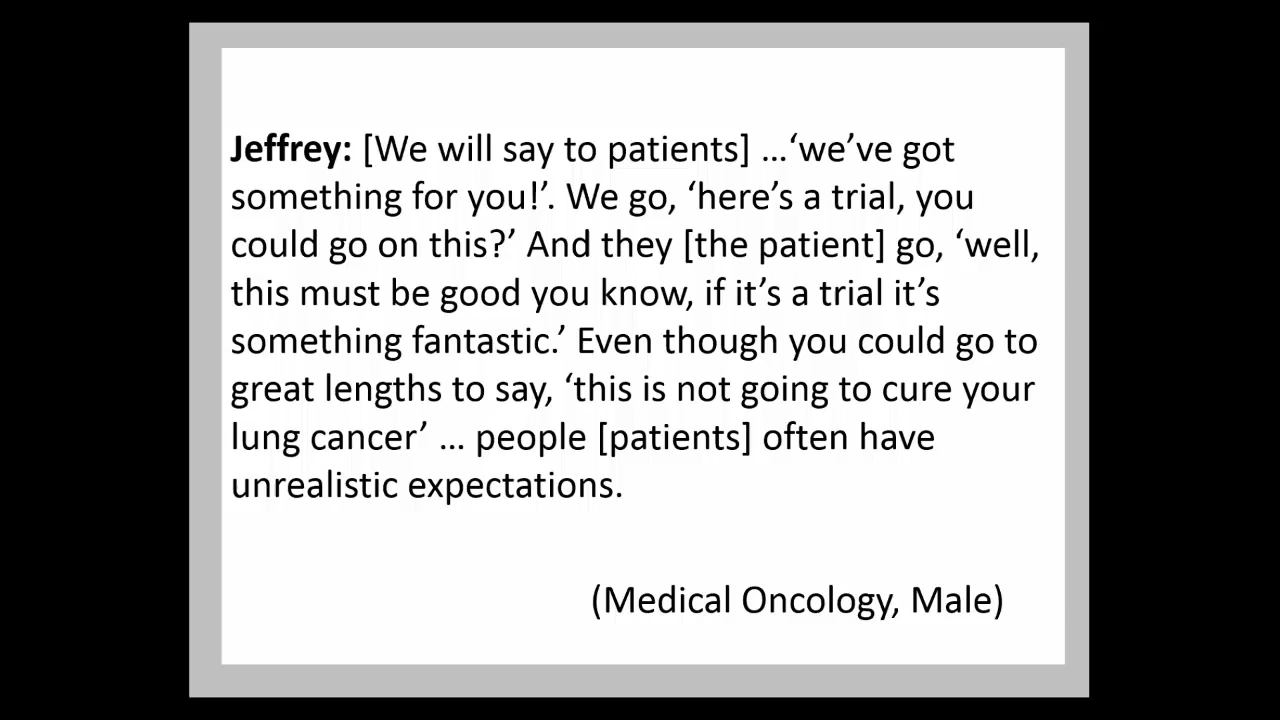 Jeffrey: [We will say to patients] …‘we’ve got
something for you!’. We go, ‘here’s a trial, you
could go on this?’ And they [the patient] go, ‘well,
this must be good you know, if it’s a trial it’s
something fantastic.’ Even though you could go to
great lengths to say, ‘this is not going to cure your
lung cancer’ … people [patients] often have
unrealistic expectations.
(Medical Oncology, Male)